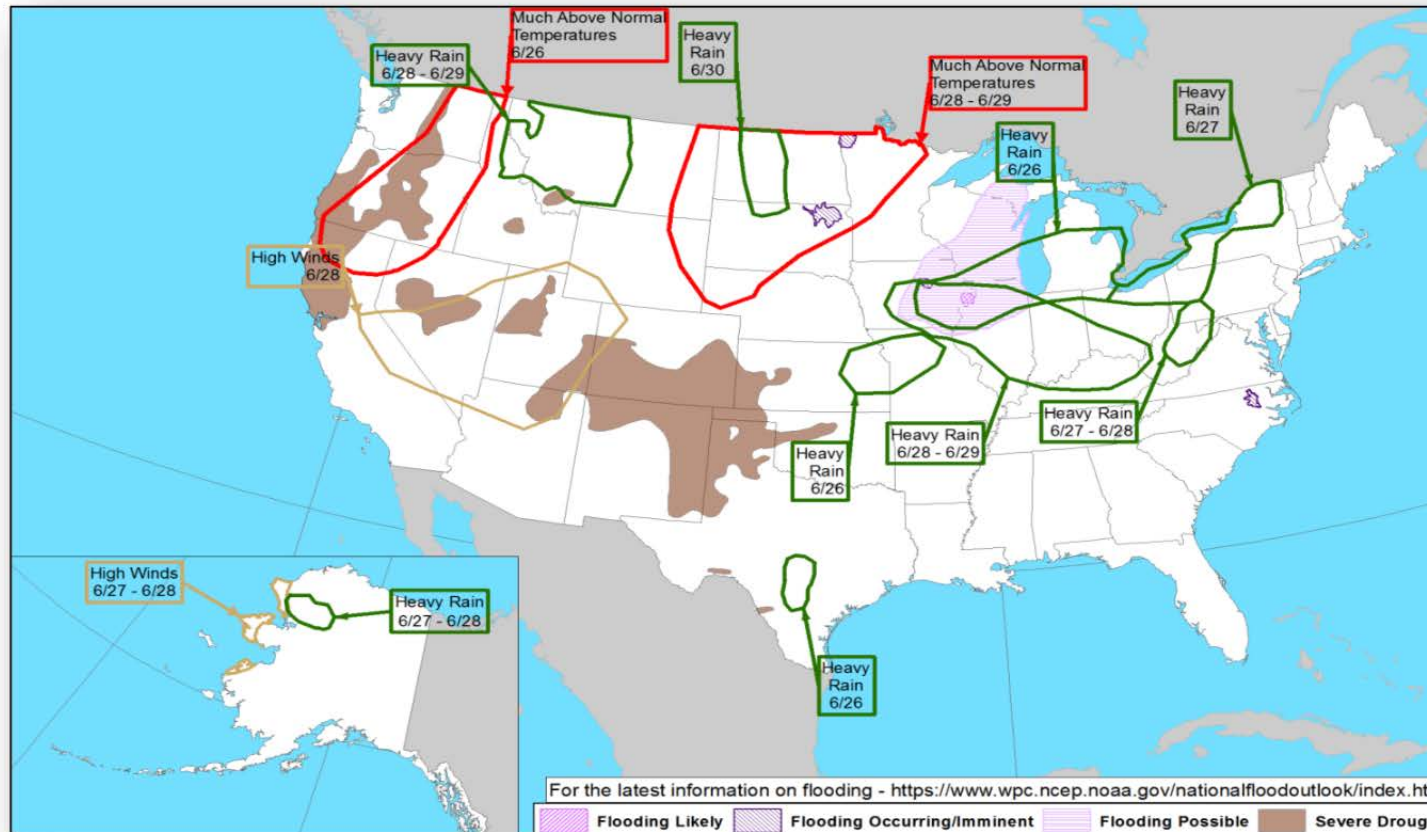 Much Above Normal
Temperatures
6/26
Heavy Rain
6/28 - 6/29
Heavy
Rain
6/30
Much Above Normal
Temperatures
6/28 - 6/29
Heavy
Rain
6/27
Heavy
Rain
6/26
High Winds
6/28
Heavy Rain
6/27 - 6/28
Heavy Rain
6/28 - 6/29
Heavy
Rain
6/26
High Winds
6/27 - 6/28
Heavy Rain
6/27 - 6/28
Heavy
Rain
6/26
For the latest information on flooding - https://www.wpc.ncep.noaa.gov/nationalfloodoutlook/index.ht
Flooding Likely Flooding Occurring/Imminent Flooding Possible Severe Droug